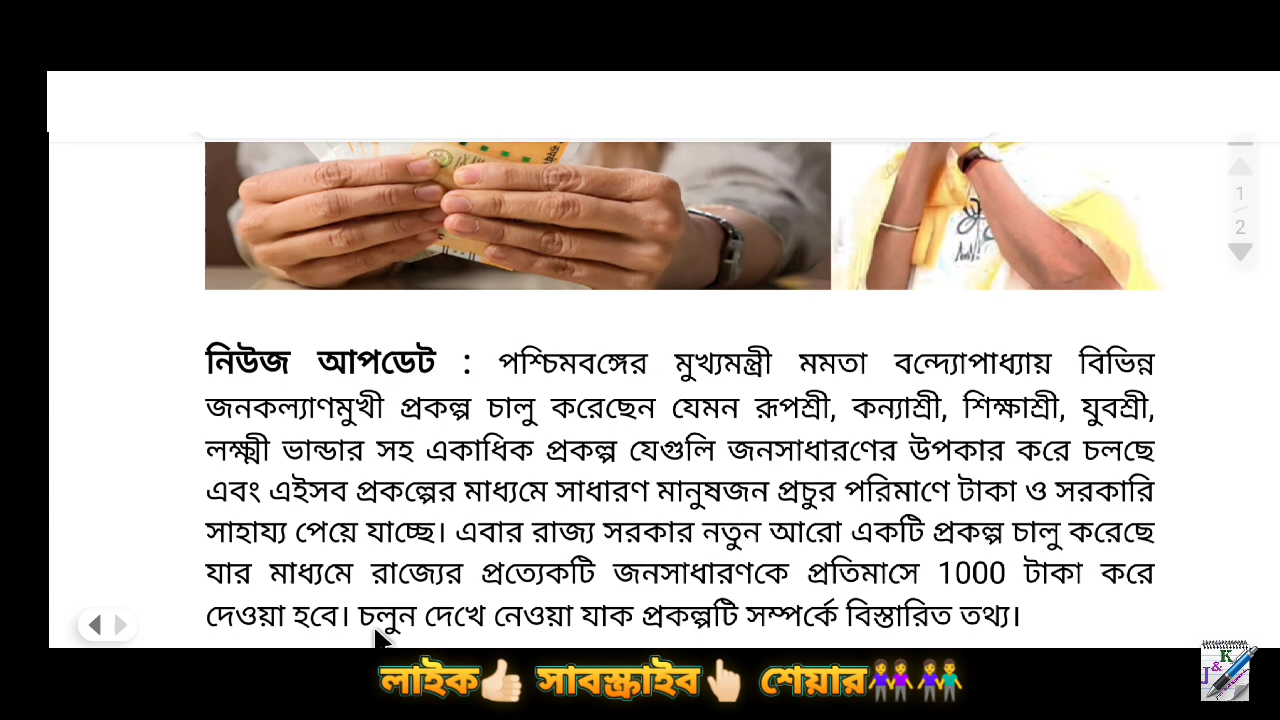 1
2
নিউজ আপডেট : পশ্চিমবঙ্গের মুখ্যমন্ত্রী মমতা বন্দ্যোপাধ্যায় বিভিন্ন
জনকল্যাণমুখী প্রকল্প চালু করেছেন যেমন রূপশ্রী, কন্যাশ্রী, শিক্ষাশ্রী, যুবশ্রী,
লক্ষ্মী ভান্ডার সহ একাধিক প্রকল্প যেগুলি জনসাধারণের উপকার করে চলছে
এবং এইসব প্রকল্পের মাধ্যমে সাধারণ মানুষজন প্রচুর পরিমাণে টাকা ও সরকারি
সাহায্য পেয়ে যাচ্ছে। এবার রাজ্য সরকার নতুন আরো একটি প্রকল্প চালু করেছে
যার মাধ্যমে রাজ্যের প্রত্যেকটি জনসাধারণকে প্রতিমাসে 1000 টাকা করে
দেওয়া হবে। চলুন দেখে নেওয়া যাক প্রকল্পটি সম্পর্কে বিস্তারিত তথ্য।
লাইক👍 সাবস্ক্রাইব👆 শেয়ার👭👫
J&K